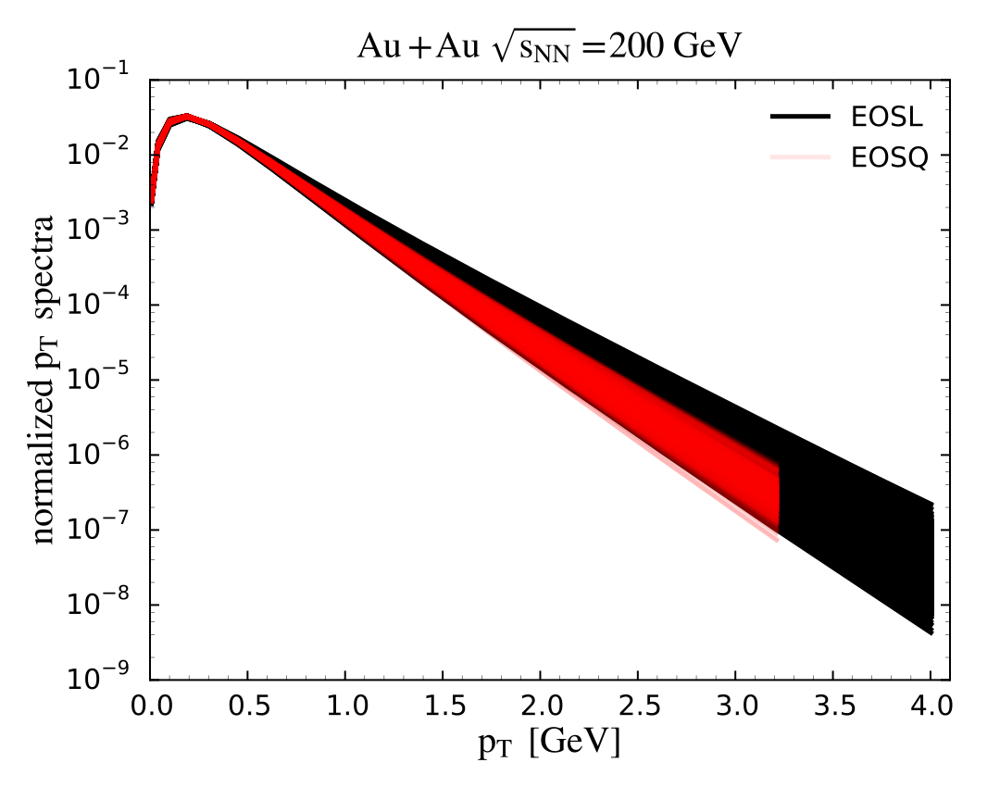 Au + Au √sNN = 200 GeV
EOSL
EOSQ
normalized pT spectra
10−1
10−2
10−3
10−4
10−5
10−6
10−7
10−8
10−9
0.0 0.5 1.0 1.5 2.0 2.5 3.0 3.5 4.0
pT [GeV]